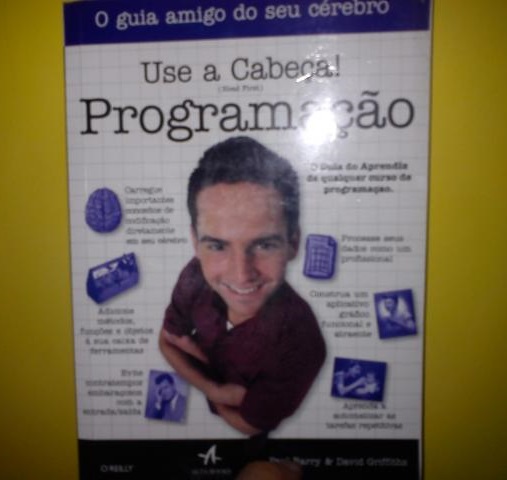 O guia amigo do seu cérebro
Use a Cabeça!
(Head First)
Programação
O Guia do Aprendiz
de qualquer curso de
programação.
Carregue
importantes
conceitos de
codificação
diretamente
em seu cérebro
Processe seus
dados como um
profissional
Adicione
métodos,
funções e objetos
à sua caixa de
ferramentas
Construa um
aplicativo
gráfico
funcional e
atraente
Evite
contratempos
embaraçosos
com a
entrada/saída
Aprenda a
automatizar as
tarefas repetitivas
O'REILLY
ALTA BOOKS
Paul Barry & David Griffiths